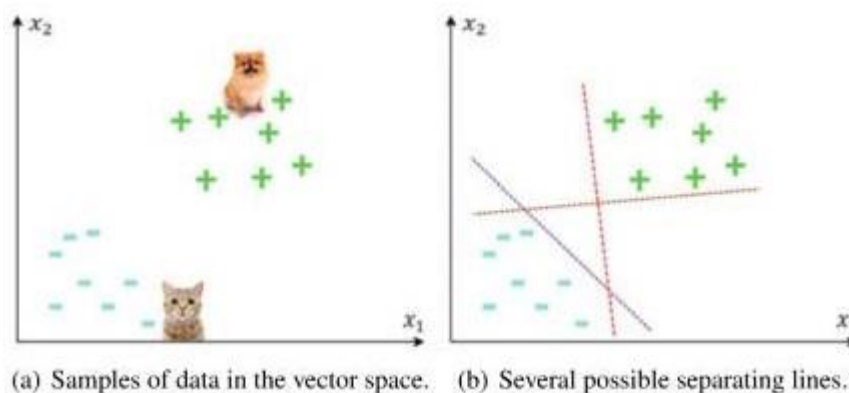 x₂
x₁
(a) Samples of data in the vector space.
x₂
x
(b) Several possible separating lines.